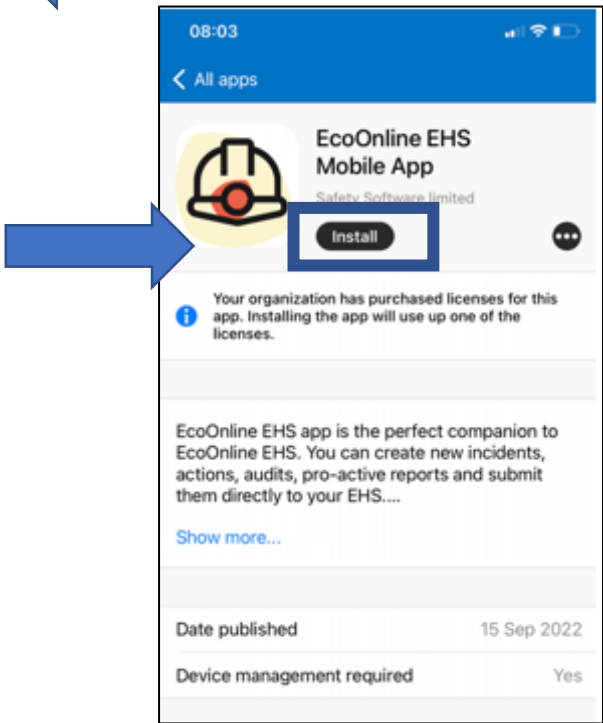 08:03
All apps
EcoOnline EHS
Mobile App
Safety Software limited
Install
Your organization has purchased licenses for this
app. Installing the app will use up one of the
licenses.
EcoOnline EHS app is the perfect companion to
EcoOnline EHS. You can create new incidents,
actions, audits, pro-active reports and submit
them directly to your EHS....
Show more...
Date published 15 Sep 2022
Device management required Yes